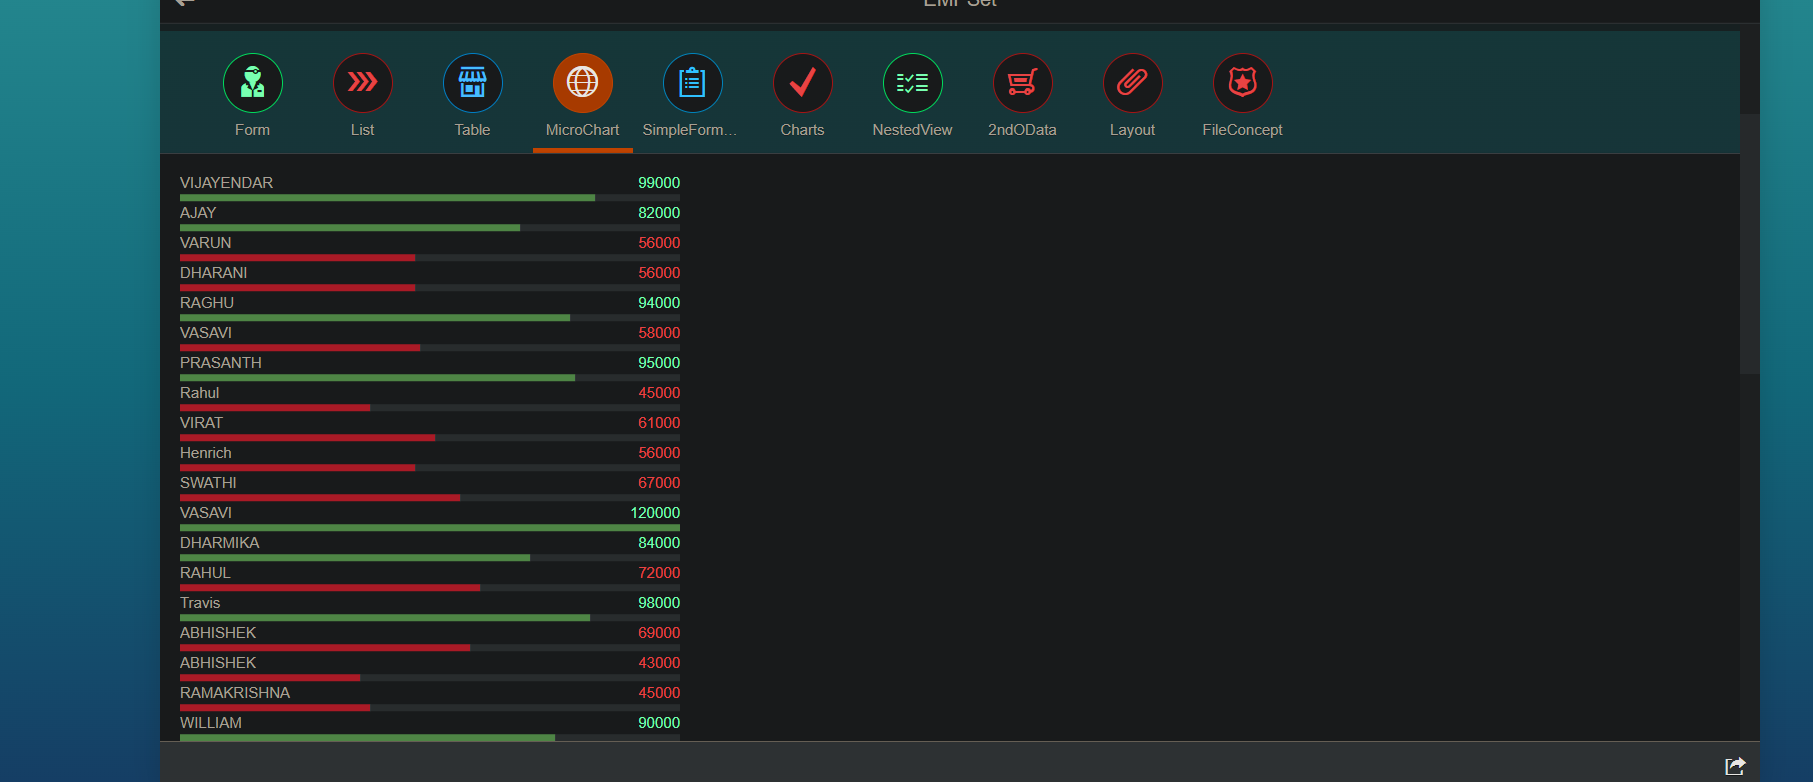 EMP Set
Form List Table MicroChart SimpleForm... Charts NestedView 2ndOData Layout FileConcept
VIJAYENDAR 99000
AJAY 82000
VARUN 56000
DHARANI 56000
RAGHU 94000
VASAVI 58000
PRASANTH 95000
Rahul 45000
VIRAT 61000
Henrich 56000
SWATHI 67000
VASAVI 120000
DHARMIKA 84000
RAHUL 72000
Travis 98000
ABHISHEK 69000
ABHISHEK 43000
RAMAKRISHNA 45000
WILLIAM 90000